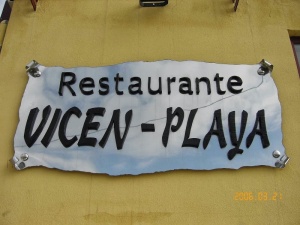 Restaurante
VICEN - PLAYA
2006.09.21